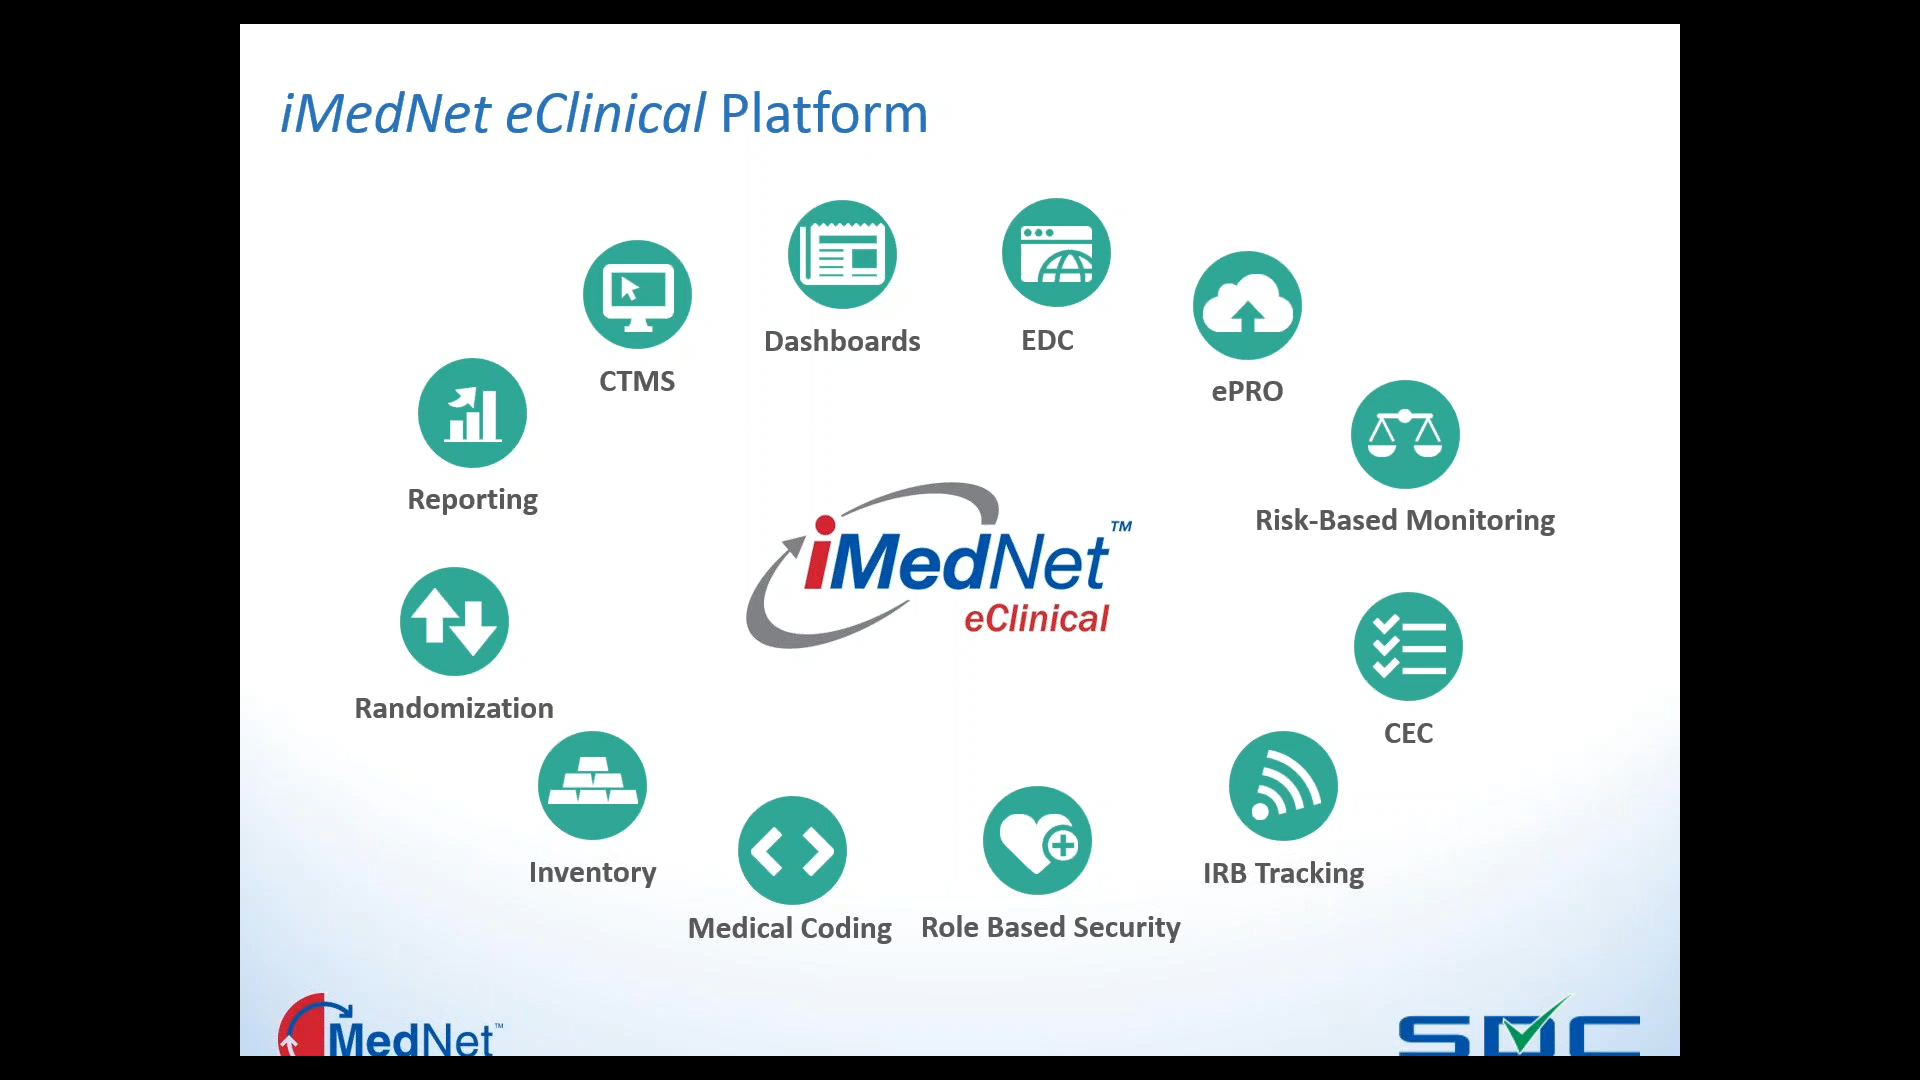 iMedNet eClinical Platform
Dashboards
EDC
CTMS
ePRO
Reporting
Risk-Based Monitoring
iMedNet™
eClinical
Randomization
CEC
Inventory
IRB Tracking
Medical Coding
Role Based Security
MedNet™
SDC